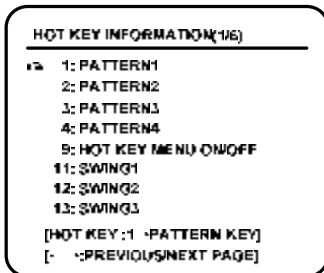 HOT KEY INFORMATION(1/6)
1: PATTERN1
2: PATTERN2
3: PATTERN3
4: PATTERN4
9: HOT KEY MENU ON/OFF
11: SWING1
12: SWING2
13: SWING3
[HOT KEY :1 -PATTERN KEY]
[- -:PREVIOUS/NEXT PAGE]